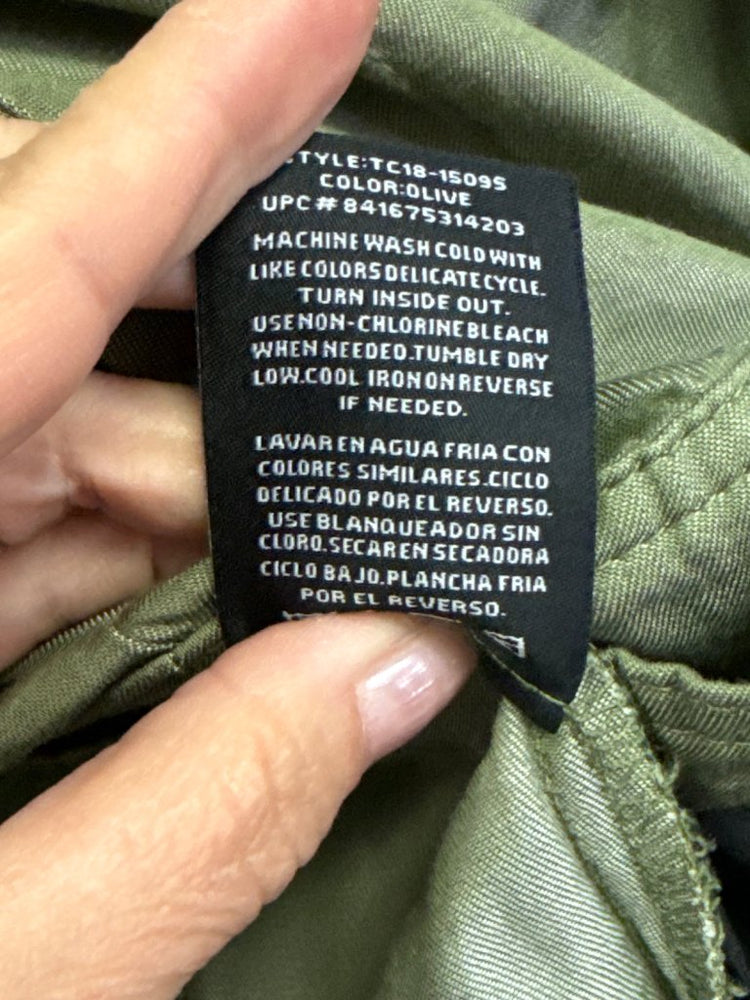 STYLE:TC18-1509S
COLOR:OLIVE
UPC # 841675314203
MACHINE WASH COLD WITH
LIKE COLORS DELICATE CYCLE.
TURN INSIDE OUT.
USE NON-CHLORINE BLEACH
WHEN NEEDED.TUMBLE DRY
LOW.COOL IRON ON REVERSE
IF NEEDED.
LAVAR EN AGUA FRIA CON
COLORES SIMILARES.CICLO
DELICADO POR EL REVERSO.
USE BLANQUEADOR SIN
CLORO.SECAR EN SECADORA
CICLO BAJO.PLANCHA FRIA
POR EL REVERSO.